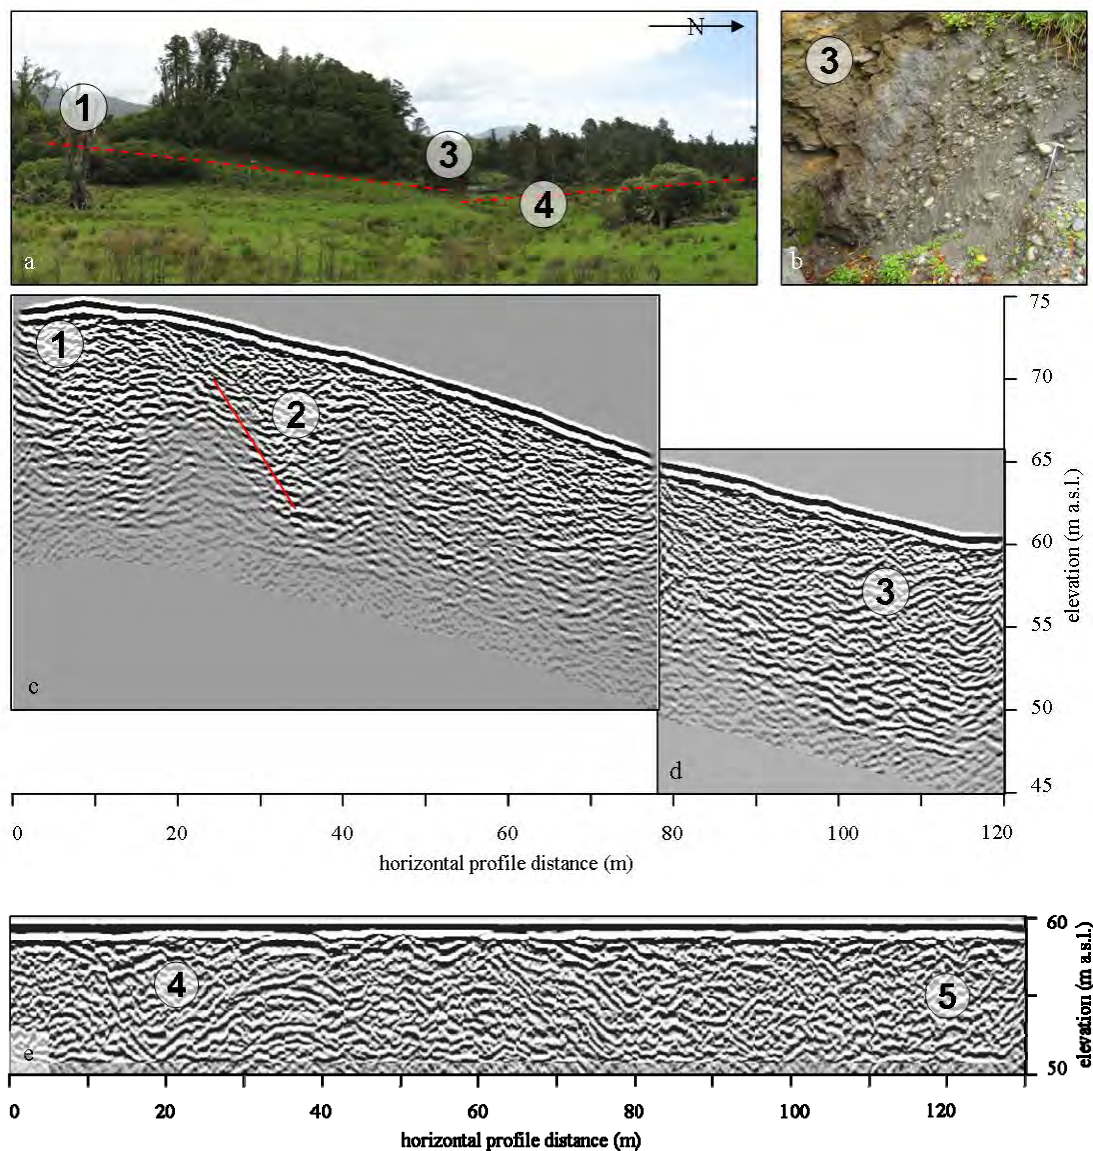 N
1
3
4
a
3
b
1
2
3
c
d
75
70
65
60
55
50
45
elevation (m a.s.l.)
0 20 40 60 80 100 120
horizontal profile distance (m)
4
5
e
60
50
elevation (m a.s.l.)
0 20 40 60 80 100 120
horizontal profile distance (m)